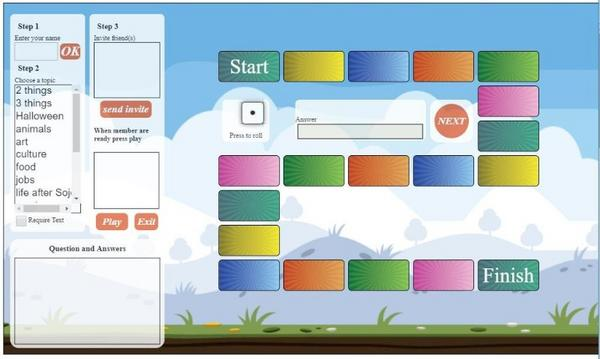 Step 1
Enter your name
OK
Step 2
Choose a topic
2 things
3 things
Halloween
animals
art
culture
food
jobs
life after Soj
Require Text
Step 3
Invite friend(s)
send invite
When member are
ready press play
Play
Exit
Question and Answers
Start
Press to roll
Answer
NEXT
Finish